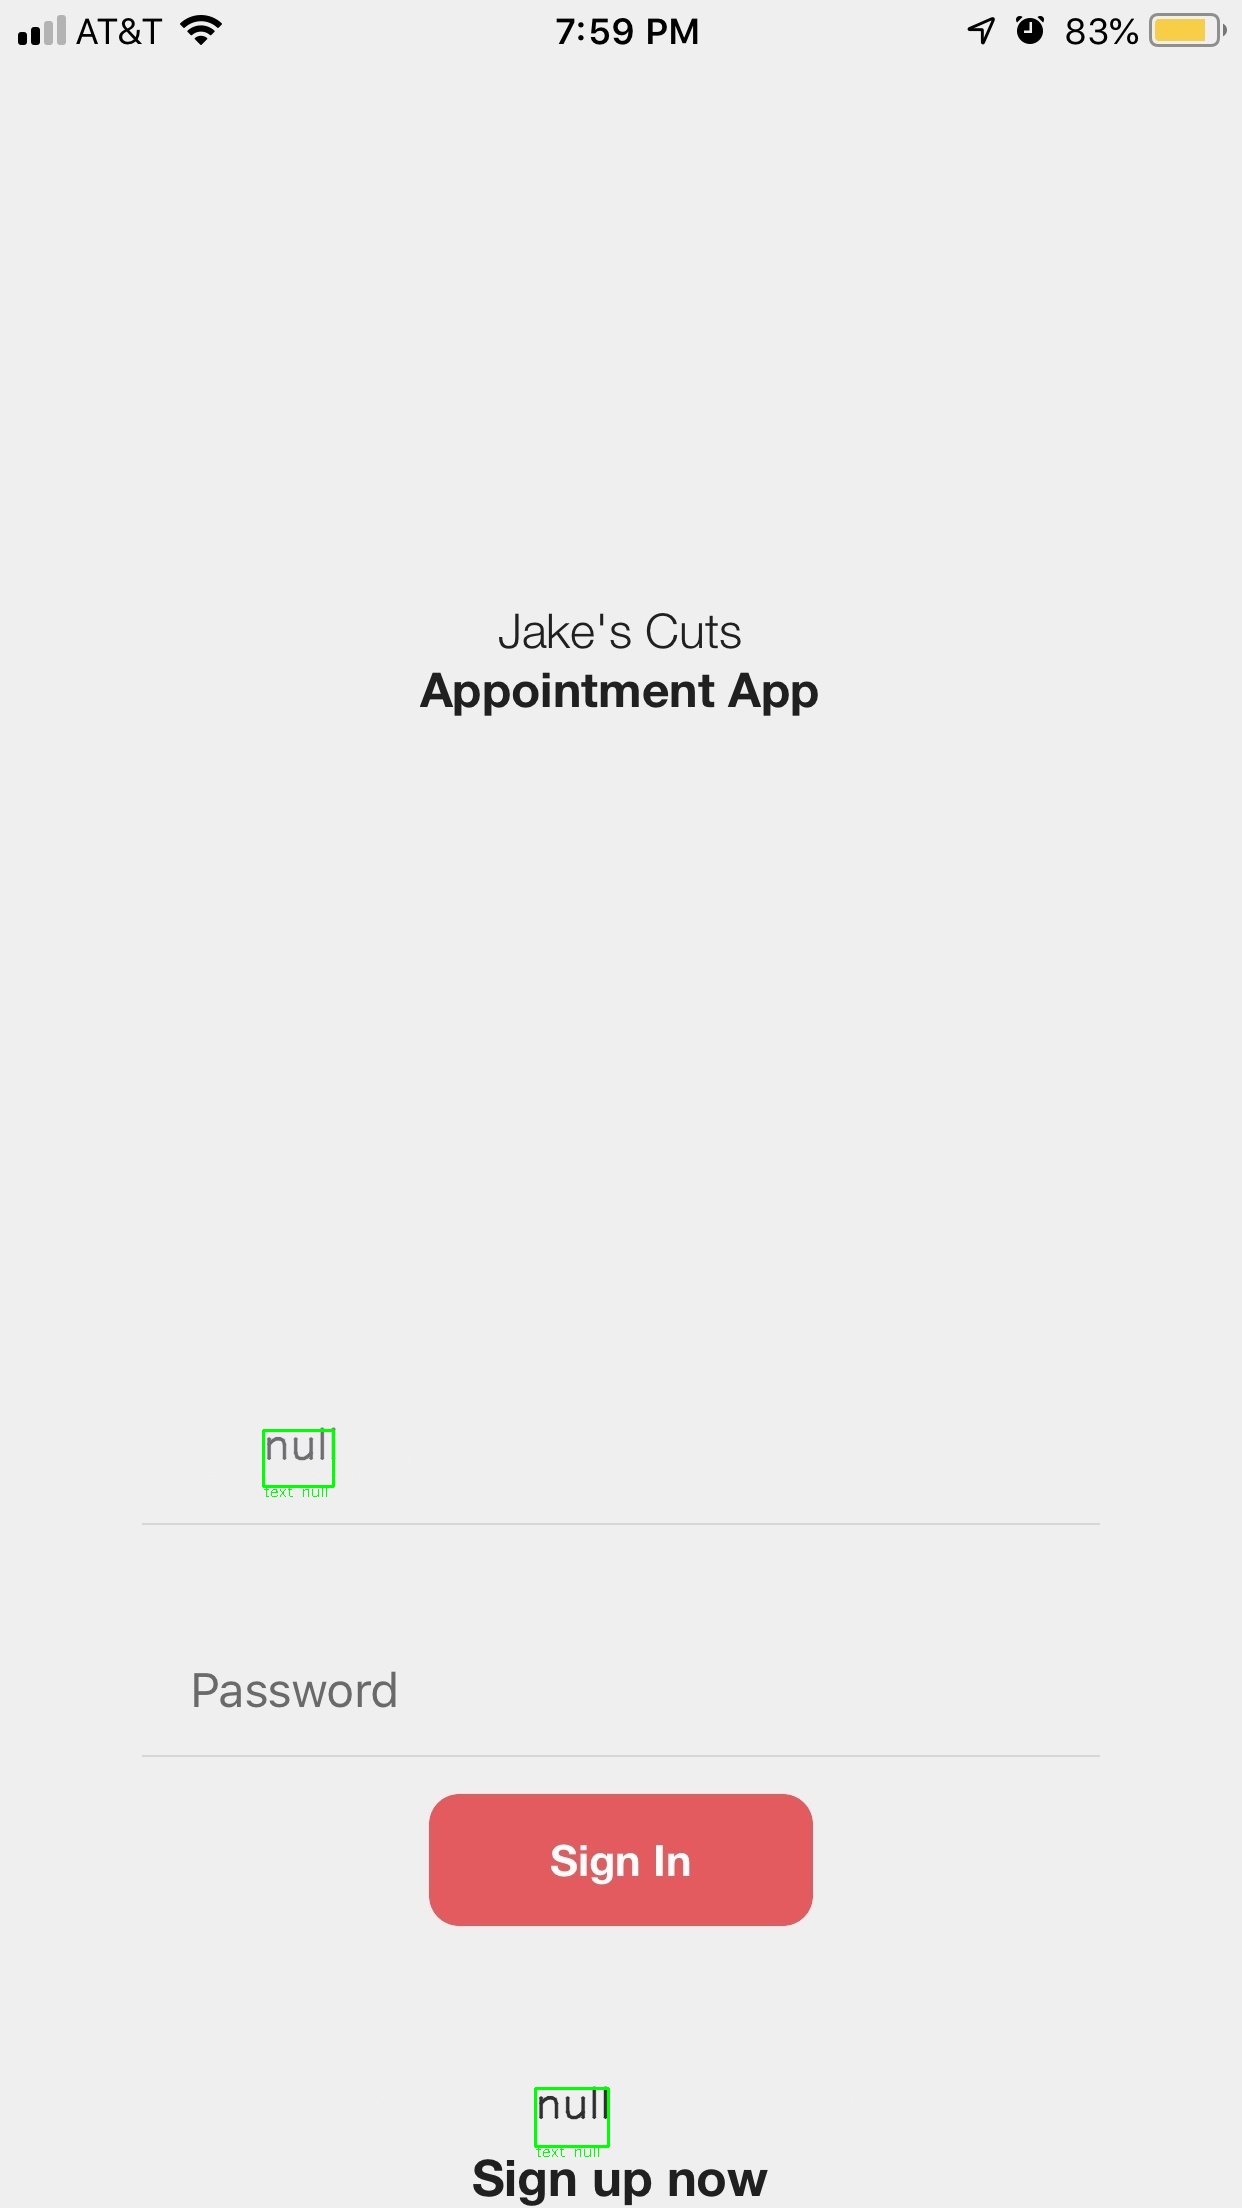 AT&T 7:59 PM 83%
Jake's Cuts
Appointment App
null
text null
Password
Sign In
null
text null
Sign up now